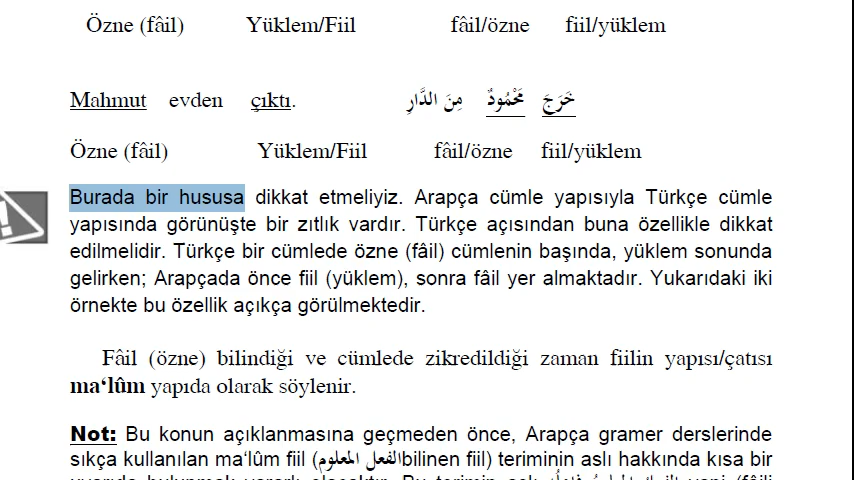 Özne (fâil) Yüklem/Fiil fâil/özne fiil/yüklem
Mahmut evden çıktı. خَرَجَ مَحْمُودٌ مِنَ الدَّارِ
Özne (fâil) Yüklem/Fiil fâil/özne fiil/yüklem
Burada bir hususa dikkat etmeliyiz. Arapça cümle yapısıyla Türkçe cümle
yapısında görünüşte bir zıtlık vardır. Türkçe açısından buna özellikle dikkat
edilmelidir. Türkçe bir cümlede özne (fâil) cümlenin başında, yüklem sonunda
gelirken; Arapçada önce fiil (yüklem), sonra fâil yer almaktadır. Yukarıdaki iki
örnekte bu özellik açıkça görülmektedir.
Fâil (özne) bilindiği ve cümlede zikredildiği zaman fiilin yapısı/çatısı
ma‘lûm yapıda olarak söylenir.
Not: Bu konun açıklanmasına geçmeden önce, Arapça gramer derslerinde
sıkça kullanılan ma‘lûm fiil (الفعل المعلوم bilinen fiil) teriminin aslı hakkında kısa bir